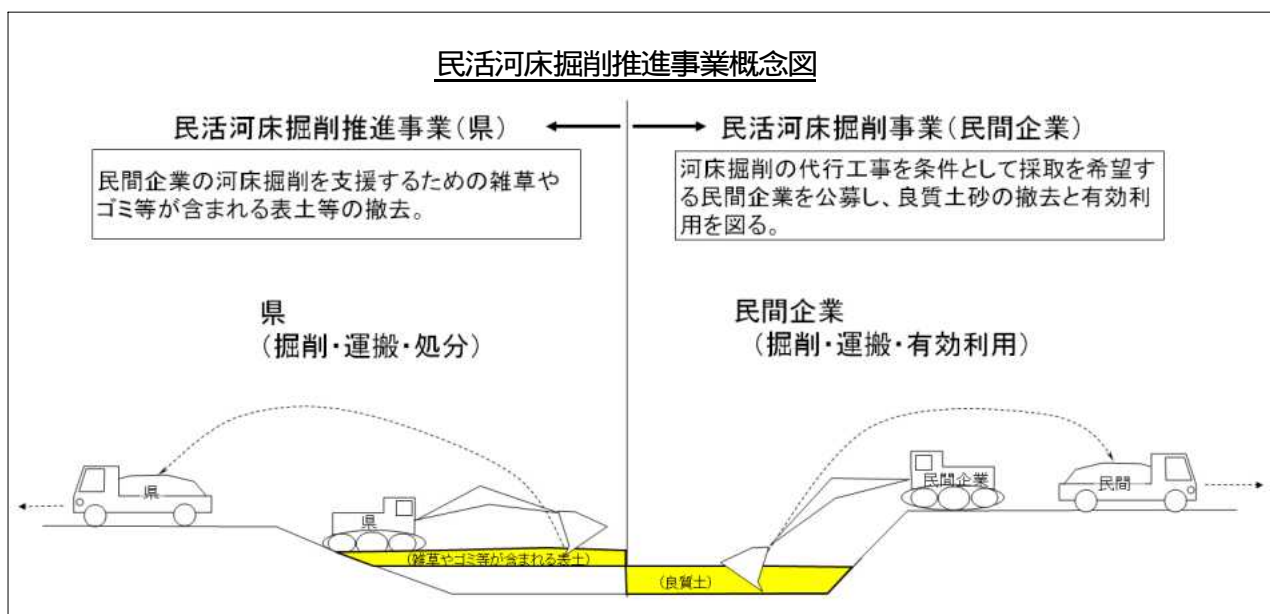 民活河床掘削推進事業概念図
民活河床掘削推進事業(県)
民間企業の河床掘削を支援するための雑草や
ゴミ等が含まれる表土等の撤去。
県
(掘削・運搬・処分)
県
県
(雑草やゴミ等が含まれる表土)
民活河床掘削事業(民間企業)
河床掘削の代行工事を条件として採取を希望す
る民間企業を公募し、良質土砂の撤去と有効利
用を図る。
民間企業
(掘削・運搬・有効利用)
民間企業
民間
(良質土)